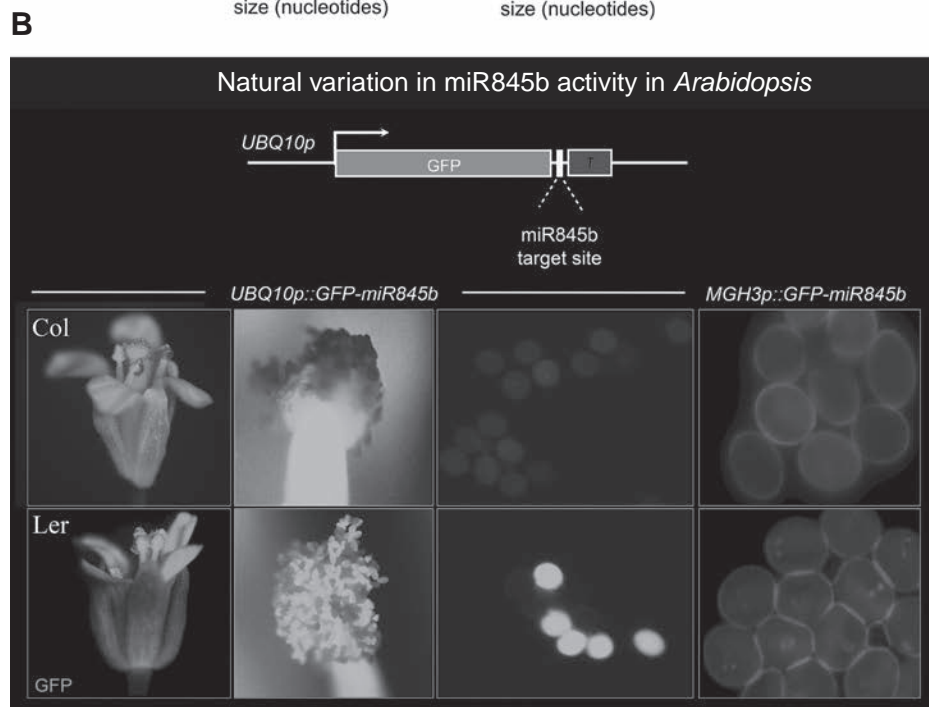 size (nucleotides) size (nucleotides)
B
Natural variation in miR845b activity in Arabidopsis
UBQ10p
GFP
T
miR845b
target site
UBQ10p::GFP-miR845b MGH3p::GFP-miR845b
Col
Ler
GFP